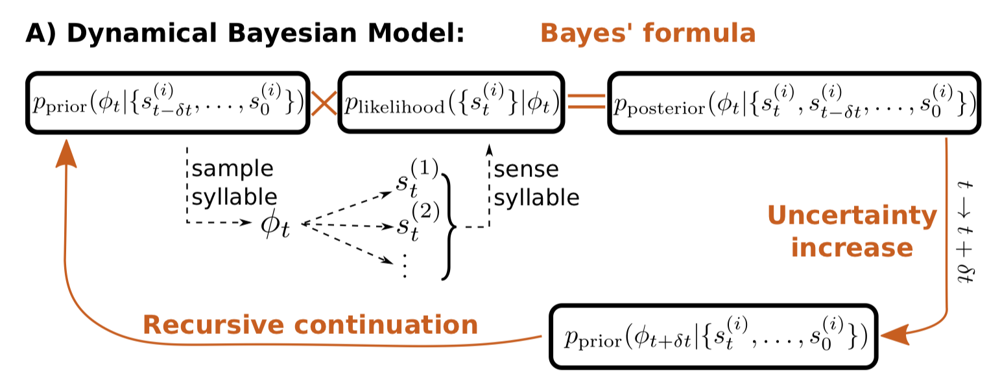 A) Dynamical Bayesian Model: Bayes' formula
p_prior(ϕ_t|{s_{t−δt}^{(i)}, . . . , s_0^{(i)}}) × p_likelihood({s_t^{(i)}}|ϕ_t) = p_posterior(ϕ_t|{s_t^{(i)}, s_{t−δt}^{(i)}, . . . , s_0^{(i)}})
sample
syllable
ϕ_t
s_t^{(1)}
s_t^{(2)}
⋮
sense
syllable
Uncertainty
increase
t → t + δt
Recursive continuation
p_prior(ϕ_{t+δt}|{s_t^{(i)}, . . . , s_0^{(i)}})